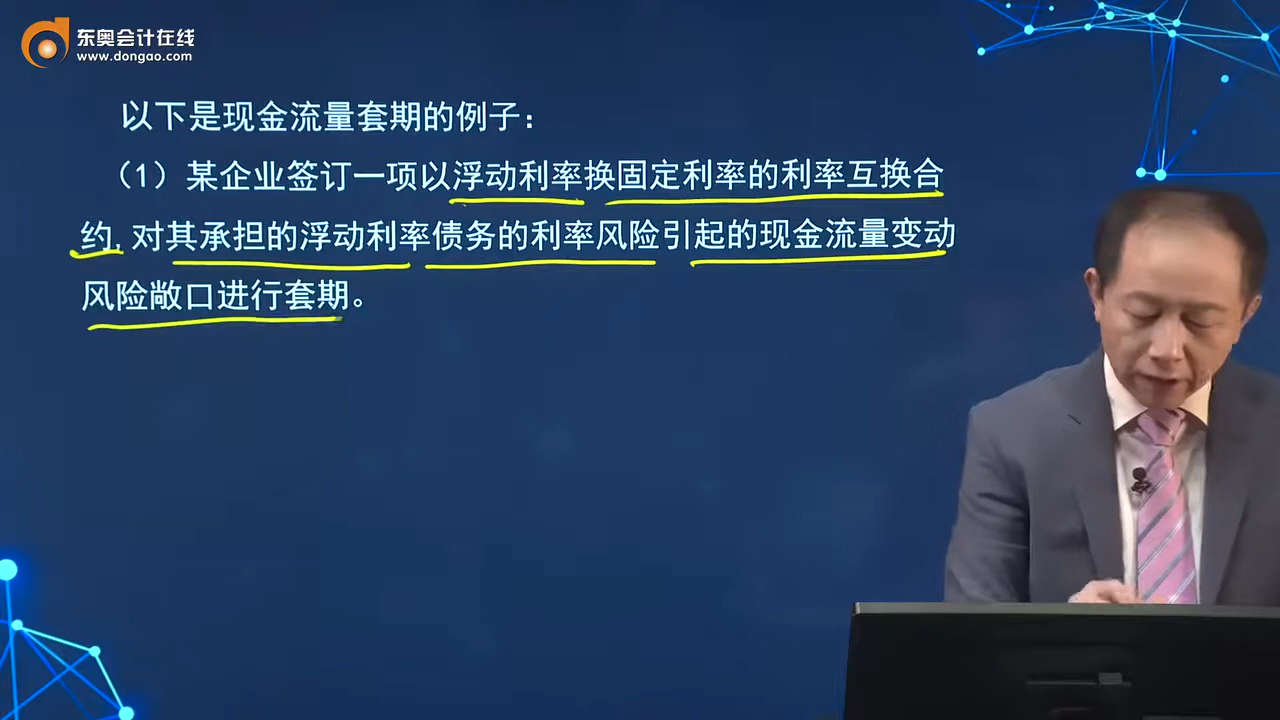 东奥会计在线
www.dongao.com
以下是现金流量套期的例子：
（1）某企业签订一项以浮动利率换固定利率的利率互换合
约,对其承担的浮动利率债务的利率风险引起的现金流量变动
风险敞口进行套期。